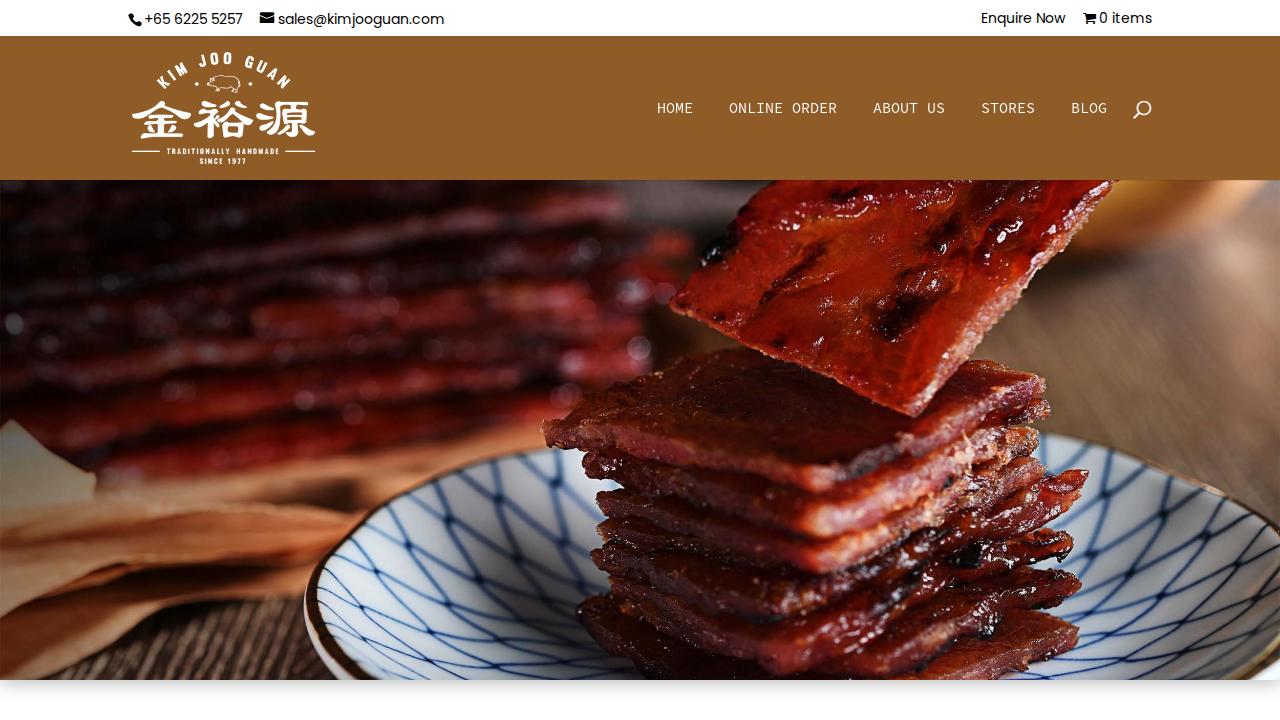 +65 6225 5257
sales@kimjooguan.com
Enquire Now
0 items
KIM JOO GUAN
金裕源
TRADITIONALLY HANDMADE
SINCE 1977
HOME
ONLINE ORDER
ABOUT US
STORES
BLOG